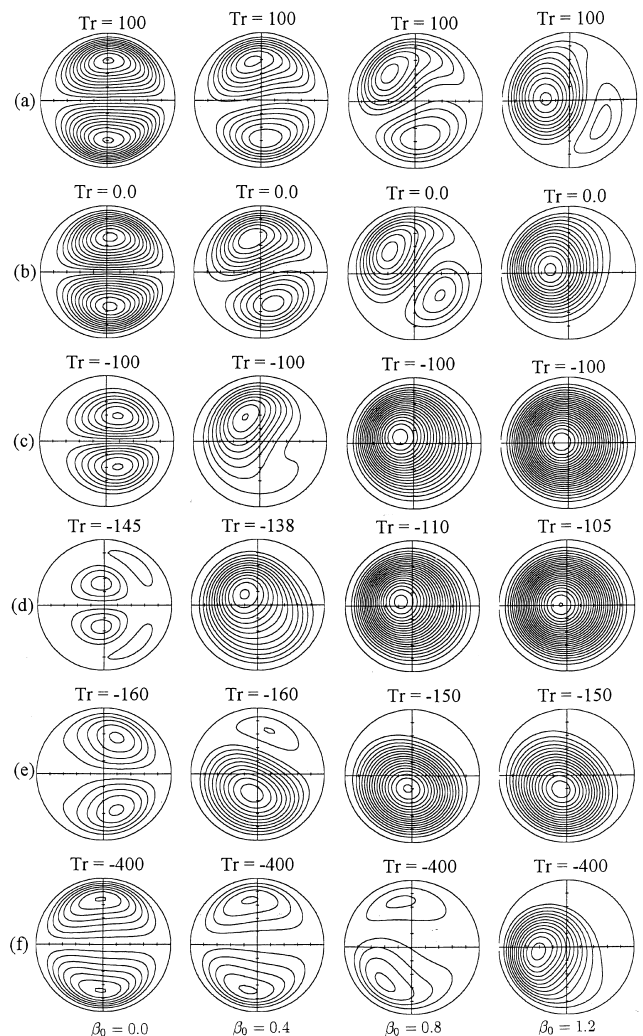 Tr = 100 Tr = 100 Tr = 100 Tr = 100
(a)
Tr = 0.0 Tr = 0.0 Tr = 0.0 Tr = 0.0
(b)
Tr = -100 Tr = -100 Tr = -100 Tr = -100
(c)
Tr = -145 Tr = -138 Tr = -110 Tr = -105
(d)
Tr = -160 Tr = -160 Tr = -150 Tr = -150
(e)
Tr = -400 Tr = -400 Tr = -400 Tr = -400
(f)
β₀ = 0.0 β₀ = 0.4 β₀ = 0.8 β₀ = 1.2